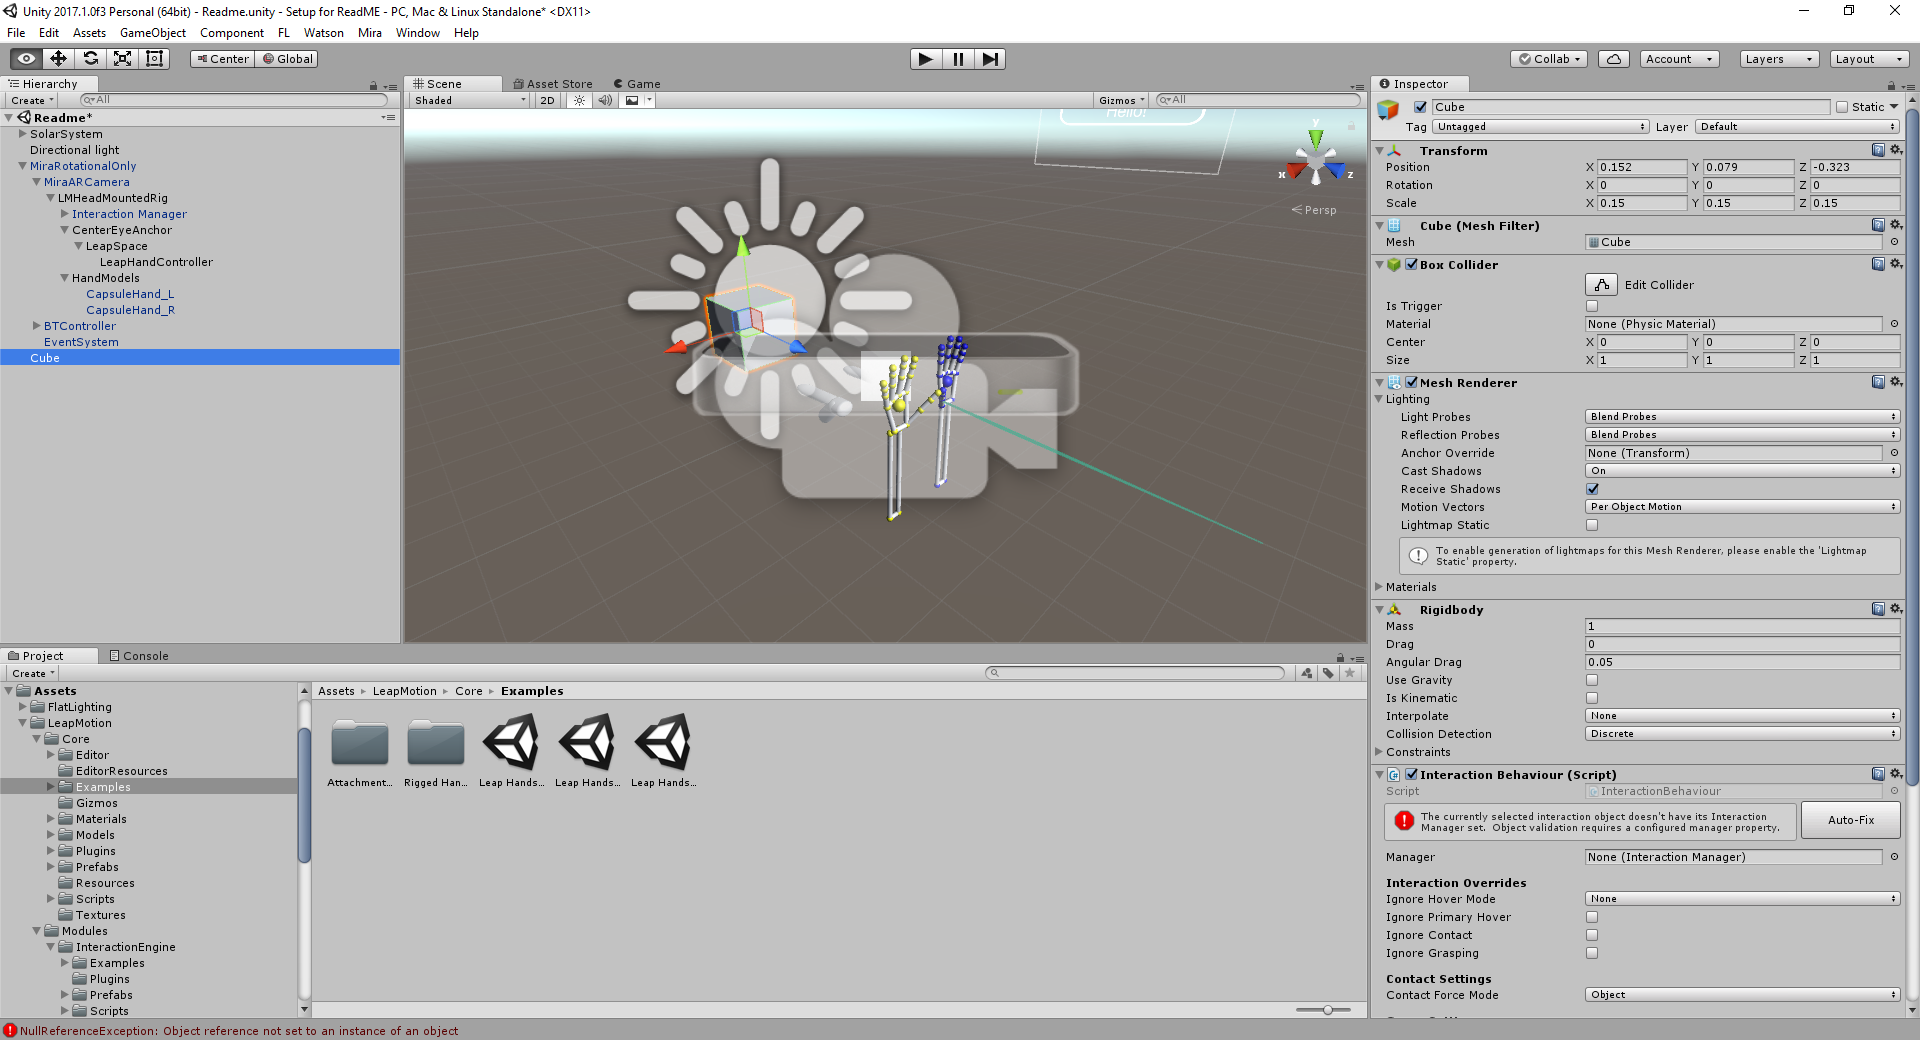 Unity 2017.1.0f3 Personal (64bit) - Readme.unity - Setup for ReadME - PC, Mac & Linux Standalone* <DX11>
File Edit Assets GameObject Component FL Watson Mira Window Help
Center Global Collab Account Layers Layout
Hierarchy
Create All
Readme*
SolarSystem
Directional light
MiraRotationalOnly
MiraARCamera
LMHeadMountedRig
Interaction Manager
CenterEyeAnchor
LeapSpace
LeapHandController
HandModels
CapsuleHand_L
CapsuleHand_R
BTController
EventSystem
Cube
Scene Asset Store Game
Shaded 2D Gizmos All
Hello!
y
x z
Persp
Inspector
Cube Static
Tag Untagged Layer Default
Transform
Position X 0.152 Y 0.079 Z -0.323
Rotation X 0 Y 0 Z 0
Scale X 0.15 Y 0.15 Z 0.15
Cube (Mesh Filter)
Mesh Cube
Box Collider
Edit Collider
Is Trigger
Material None (Physic Material)
Center X 0 Y 0 Z 0
Size X 1 Y 1 Z 1
Mesh Renderer
Lighting
Light Probes Blend Probes
Reflection Probes Blend Probes
Anchor Override None (Transform)
Cast Shadows On
Receive Shadows
Motion Vectors Per Object Motion
Lightmap Static
To enable generation of lightmaps for this Mesh Renderer, please enable the 'Lightmap
Static' property.
Materials
Rigidbody
Mass 1
Drag 0
Angular Drag 0.05
Use Gravity
Is Kinematic
Interpolate None
Collision Detection Discrete
Constraints
Interaction Behaviour (Script)
Script InteractionBehaviour
The currently selected interaction object doesn't have its Interaction
Manager set. Object validation requires a configured manager property.
Auto-Fix
Manager None (Interaction Manager)
Interaction Overrides
Ignore Hover Mode None
Ignore Primary Hover
Ignore Contact
Ignore Grasping
Contact Settings
Contact Force Mode Object
Project Console
Create
Assets
FlatLighting
LeapMotion
Core
Editor
EditorResources
Examples
Gizmos
Materials
Models
Plugins
Prefabs
Resources
Scripts
Textures
Modules
InteractionEngine
Examples
Plugins
Prefabs
Scripts
Assets LeapMotion Core Examples
Attachment... Rigged Han... Leap Hands... Leap Hands... Leap Hands...
NullReferenceException: Object reference not set to an instance of an object